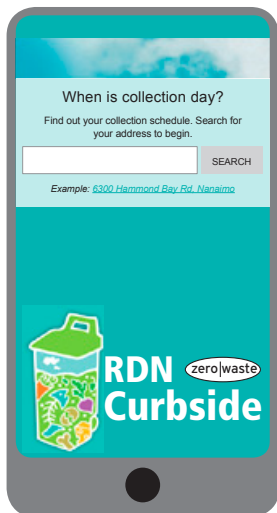 When is collection day?
Find out your collection schedule. Search for
your address to begin.
SEARCH
Example: 6300 Hammond Bay Rd, Nanaimo
RDN zero|waste
Curbside